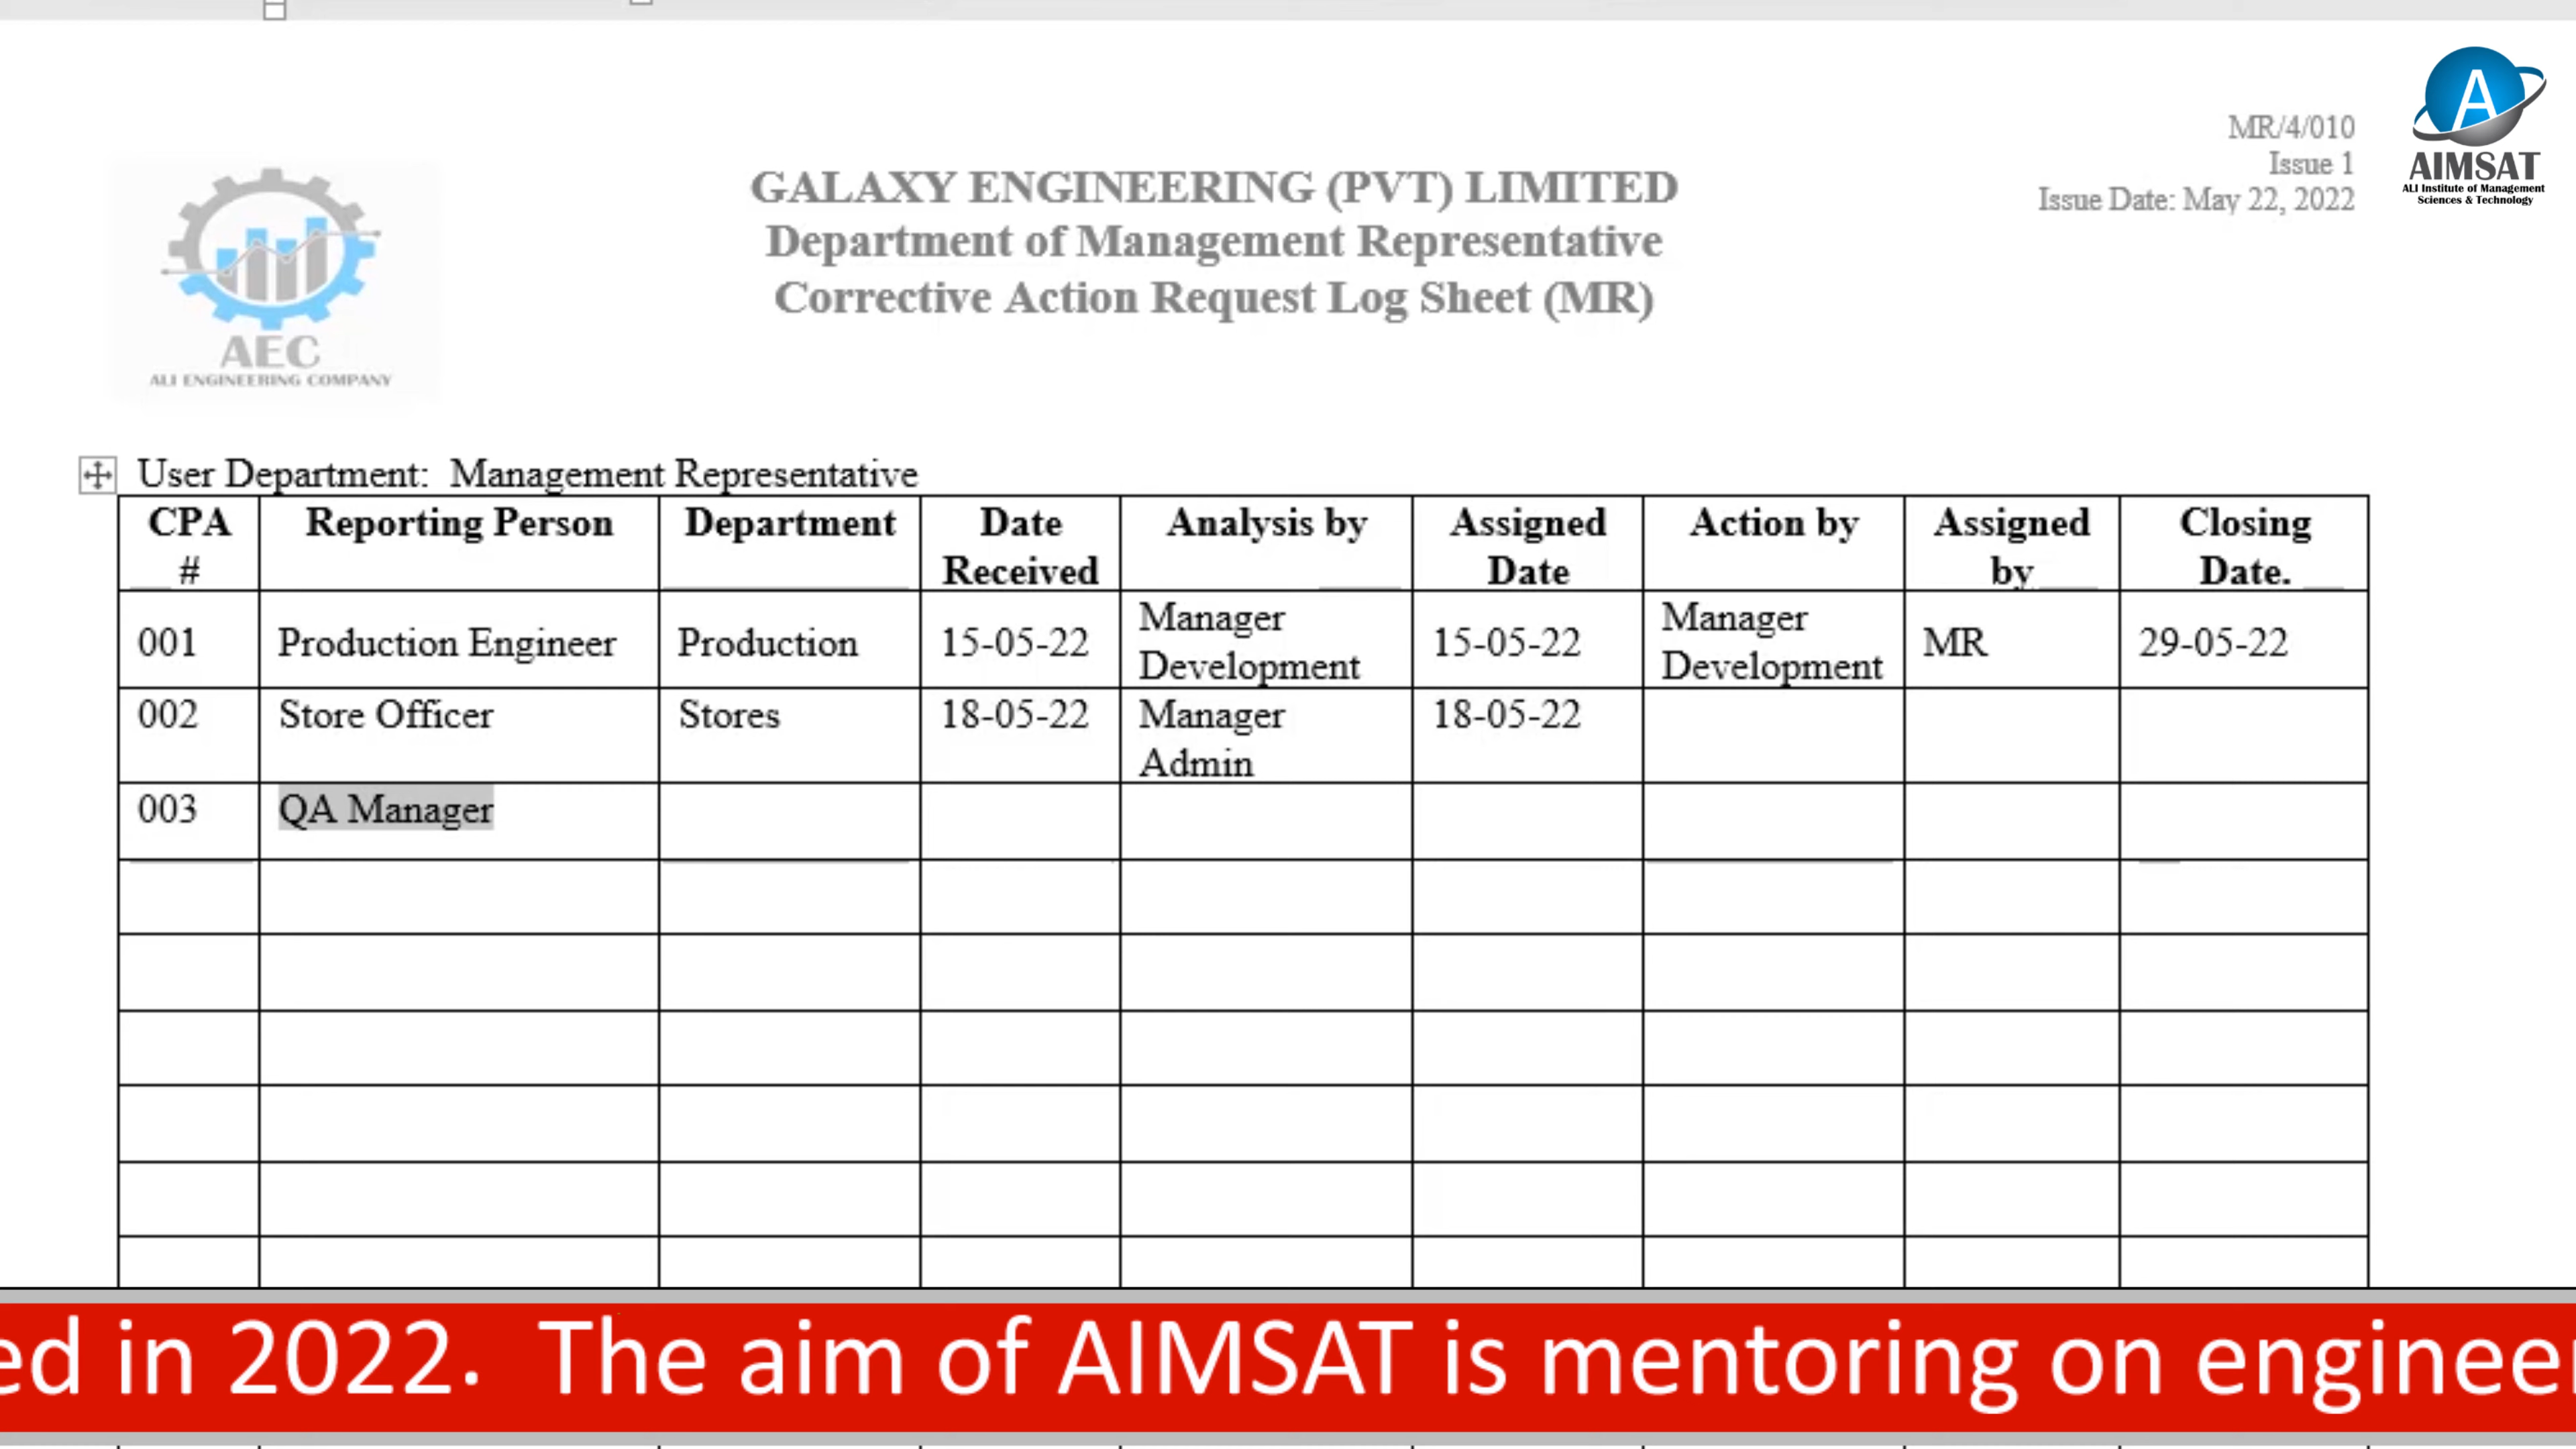 MR/4/010
Issue 1
Issue Date: May 22, 2022
A
AIMSAT
ALI Institute of Management
Sciences & Technology
GALAXY ENGINEERING (PVT) LIMITED
Department of Management Representative
Corrective Action Request Log Sheet (MR)
AEC
ALI ENGINEERING COMPANY
User Department: Management Representative
CPA # Reporting Person Department Date Received Analysis by Assigned Date Action by Assigned by Closing Date.
001 Production Engineer Production 15-05-22 Manager Development 15-05-22 Manager Development MR 29-05-22
002 Store Officer Stores 18-05-22 Manager Admin 18-05-22
003 QA Manager
ed in 2022. The aim of AIMSAT is mentoring on engineer